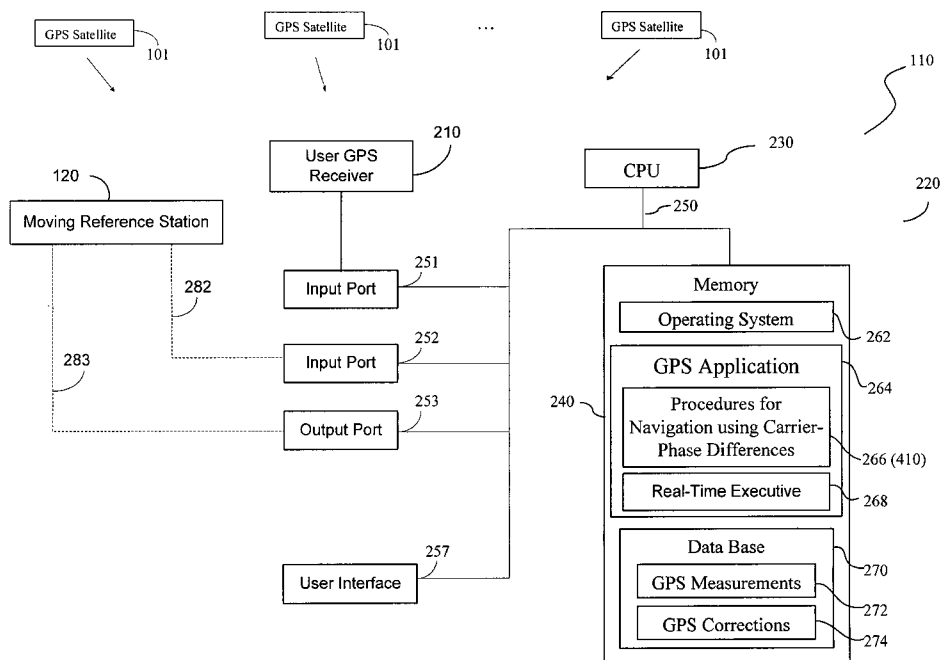 GPS Satellite
101
GPS Satellite
101
...
GPS Satellite
101
110
User GPS
Receiver
210
CPU
230
220
120
Moving Reference Station
250
Input Port
251
282
Input Port
252
283
Output Port
253
User Interface
257
Memory
Operating System
262
GPS Application
264
240
Procedures for
Navigation using Carrier-
Phase Differences
266 (410)
Real-Time Executive
268
Data Base
270
GPS Measurements
272
GPS Corrections
274